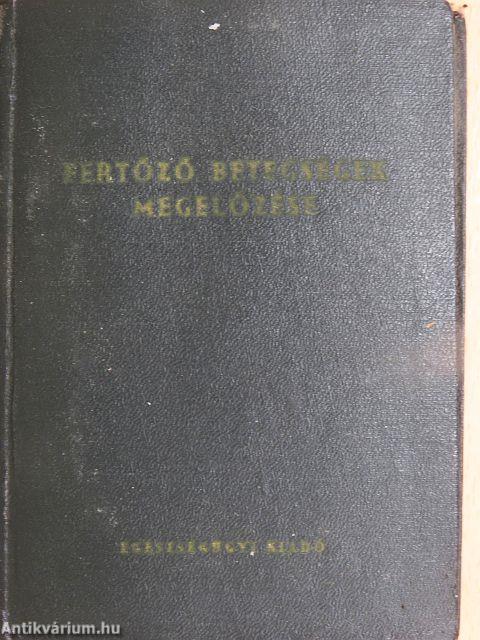 FERTŐZŐ BETEGSÉGEK
MEGELŐZÉSE
EGÉSZSÉGÜGYI KIADÓ
Antikvárium.hu